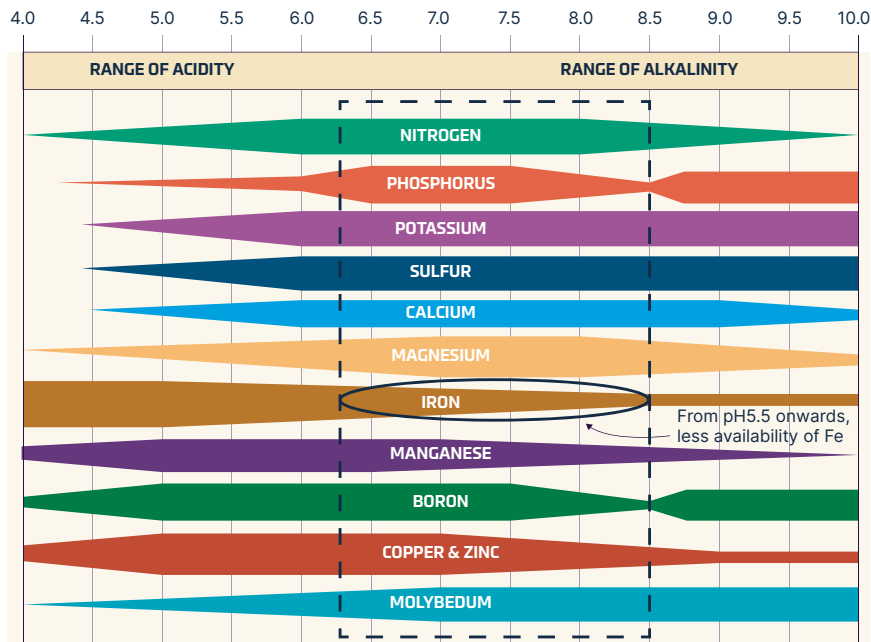 4.0 4.5 5.0 5.5 6.0 6.5 7.0 7.5 8.0 8.5 9.0 9.5 10.0
RANGE OF ACIDITY RANGE OF ALKALINITY
NITROGEN
PHOSPHORUS
POTASSIUM
SULFUR
CALCIUM
MAGNESIUM
IRON
From pH5.5 onwards,
less availability of Fe
MANGANESE
BORON
COPPER & ZINC
MOLYBEDUM